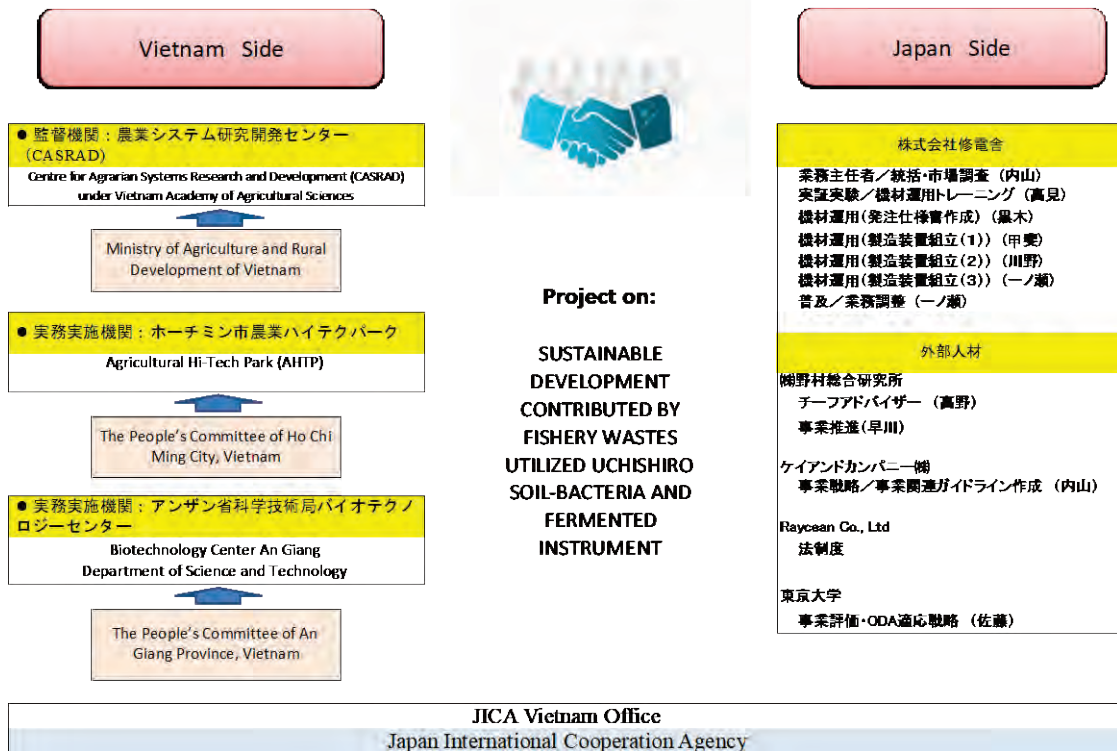 Vietnam Side
● 監督機関：農業システム研究開発センター
(CASRAD)
Centre for Agrarian Systems Research and Development (CASRAD)
under Vietnam Academy of Agricultural Sciences
Ministry of Agriculture and Rural
Development of Vietnam
● 実務実施機関：ホーチミン市農業ハイテクパーク
Agricultural Hi-Tech Park (AHTP)
The People's Committee of Ho Chi
Ming City, Vietnam
● 実務実施機関：アンザン省科学技術局バイオテクノ
ロジーセンター
Biotechnology Center An Giang
Department of Science and Technology
The People's Committee of An
Giang Province, Vietnam
Project on:
SUSTAINABLE
DEVELOPMENT
CONTRIBUTED BY
FISHERY WASTES
UTILIZED UCHISHIRO
SOIL-BACTERIA AND
FERMENTED
INSTRUMENT
Japan Side
株式会社修電舎
業務主任者／統括・市場調査（内山）
実証実験／機材運用トレーニング（高見）
機材運用（発注仕様書作成）（黒木）
機材運用（製造装置組立（1））（甲斐）
機材運用（製造装置組立（2））（川野）
機材運用（製造装置組立（3））（一ノ瀬）
普及／業務調整（一ノ瀬）
外部人材
㈱野村総合研究所
チーフアドバイザー（高野）
事業推進（早川）
ケイアンドカンパニー㈱
事業戦略／事業関連ガイドライン作成（内山）
Raycean Co., Ltd
法制度
東京大学
事業評価・ODA適応戦略（佐藤）
JICA Vietnam Office
Japan International Cooperation Agency